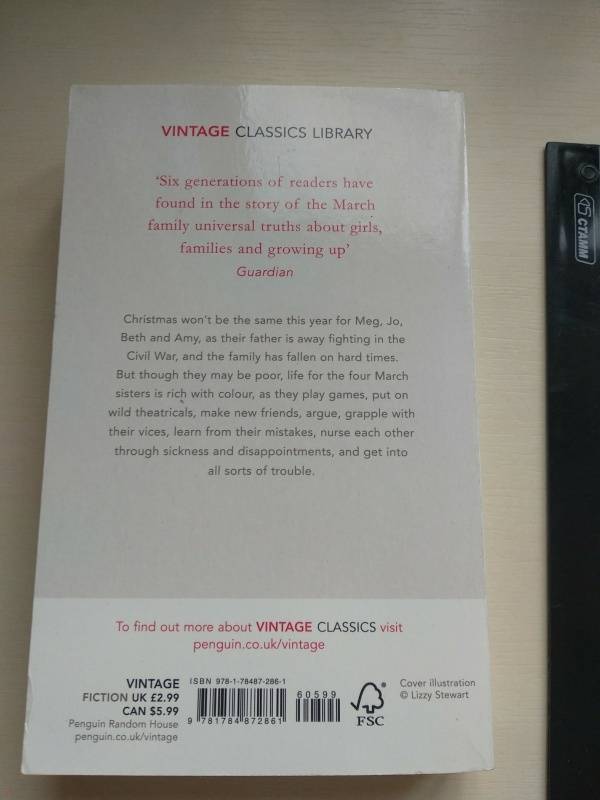 VINTAGE CLASSICS LIBRARY
'Six generations of readers have
found in the story of the March
family universal truths about girls,
families and growing up'
Guardian
Christmas won't be the same this year for Meg, Jo,
Beth and Amy, as their father is away fighting in the
Civil War, and the family has fallen on hard times.
But though they may be poor, life for the four March
sisters is rich with colour, as they play games, put on
wild theatricals, make new friends, argue, grapple with
their vices, learn from their mistakes, nurse each other
through sickness and disappointments, and get into
all sorts of trouble.
To find out more about VINTAGE CLASSICS visit
penguin.co.uk/vintage
VINTAGE
FICTION UK £2.99
CAN $5.99
Penguin Random House
penguin.co.uk/vintage
ISBN 978-1-78487-286-1
9 781784 872861
60599
FSC
Cover illustration
© Lizzy Stewart
СТАММ